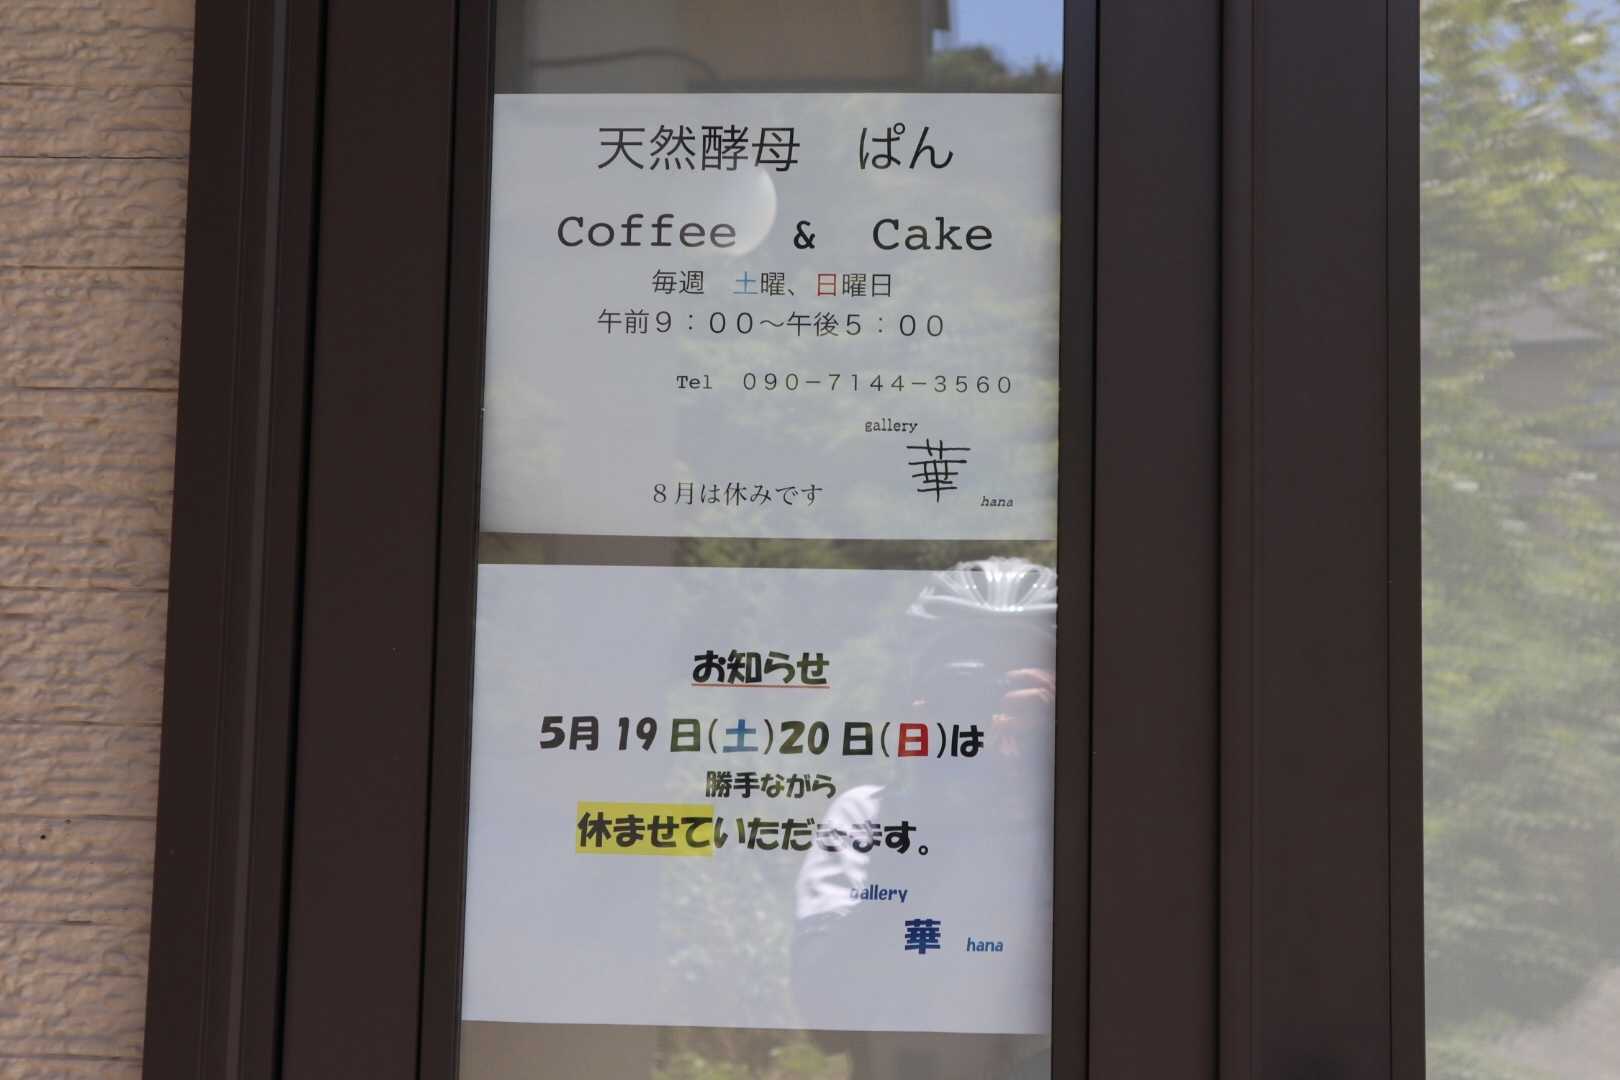 天然酵母　ぱん
Coffee & Cake
毎週　土曜、日曜日
午前９：００～午後５：００
Tel　０９０－７１４４－３５６０
gallery
華
hana
８月は休みです
お知らせ
5月19日(土)20日(日)は
勝手ながら
休ませていただきます。
gallery
華 hana